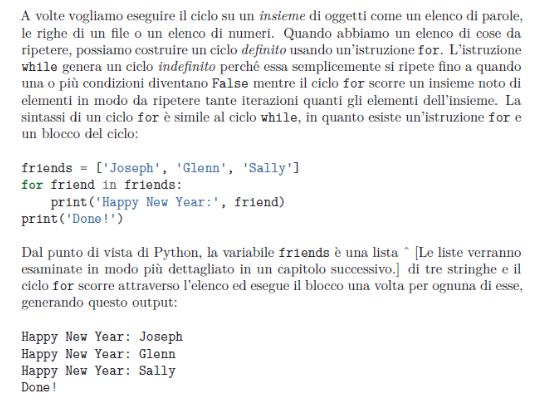 A volte vogliamo eseguire il ciclo su un insieme di oggetti come un elenco di parole,
le righe di un file o un elenco di numeri. Quando abbiamo un elenco di cose da
ripetere, possiamo costruire un ciclo definito usando un'istruzione for. L'istruzione
while genera un ciclo indefinito perché essa semplicemente si ripete fino a quando
una o più condizioni diventano False mentre il ciclo for scorre un insieme noto di
elementi in modo da ripetere tante iterazioni quanti gli elementi dell'insieme. La
sintassi di un ciclo for è simile al ciclo while, in quanto esiste un'istruzione for e
un blocco del ciclo:
friends = ['Joseph', 'Glenn', 'Sally']
for friend in friends:
    print('Happy New Year:', friend)
print('Done!')
Dal punto di vista di Python, la variabile friends è una lista ^ [Le liste verranno
esaminate in modo più dettagliato in un capitolo successivo.] di tre stringhe e il
ciclo for scorre attraverso l'elenco ed esegue il blocco una volta per ognuna di esse,
generando questo output:
Happy New Year: Joseph
Happy New Year: Glenn
Happy New Year: Sally
Done!